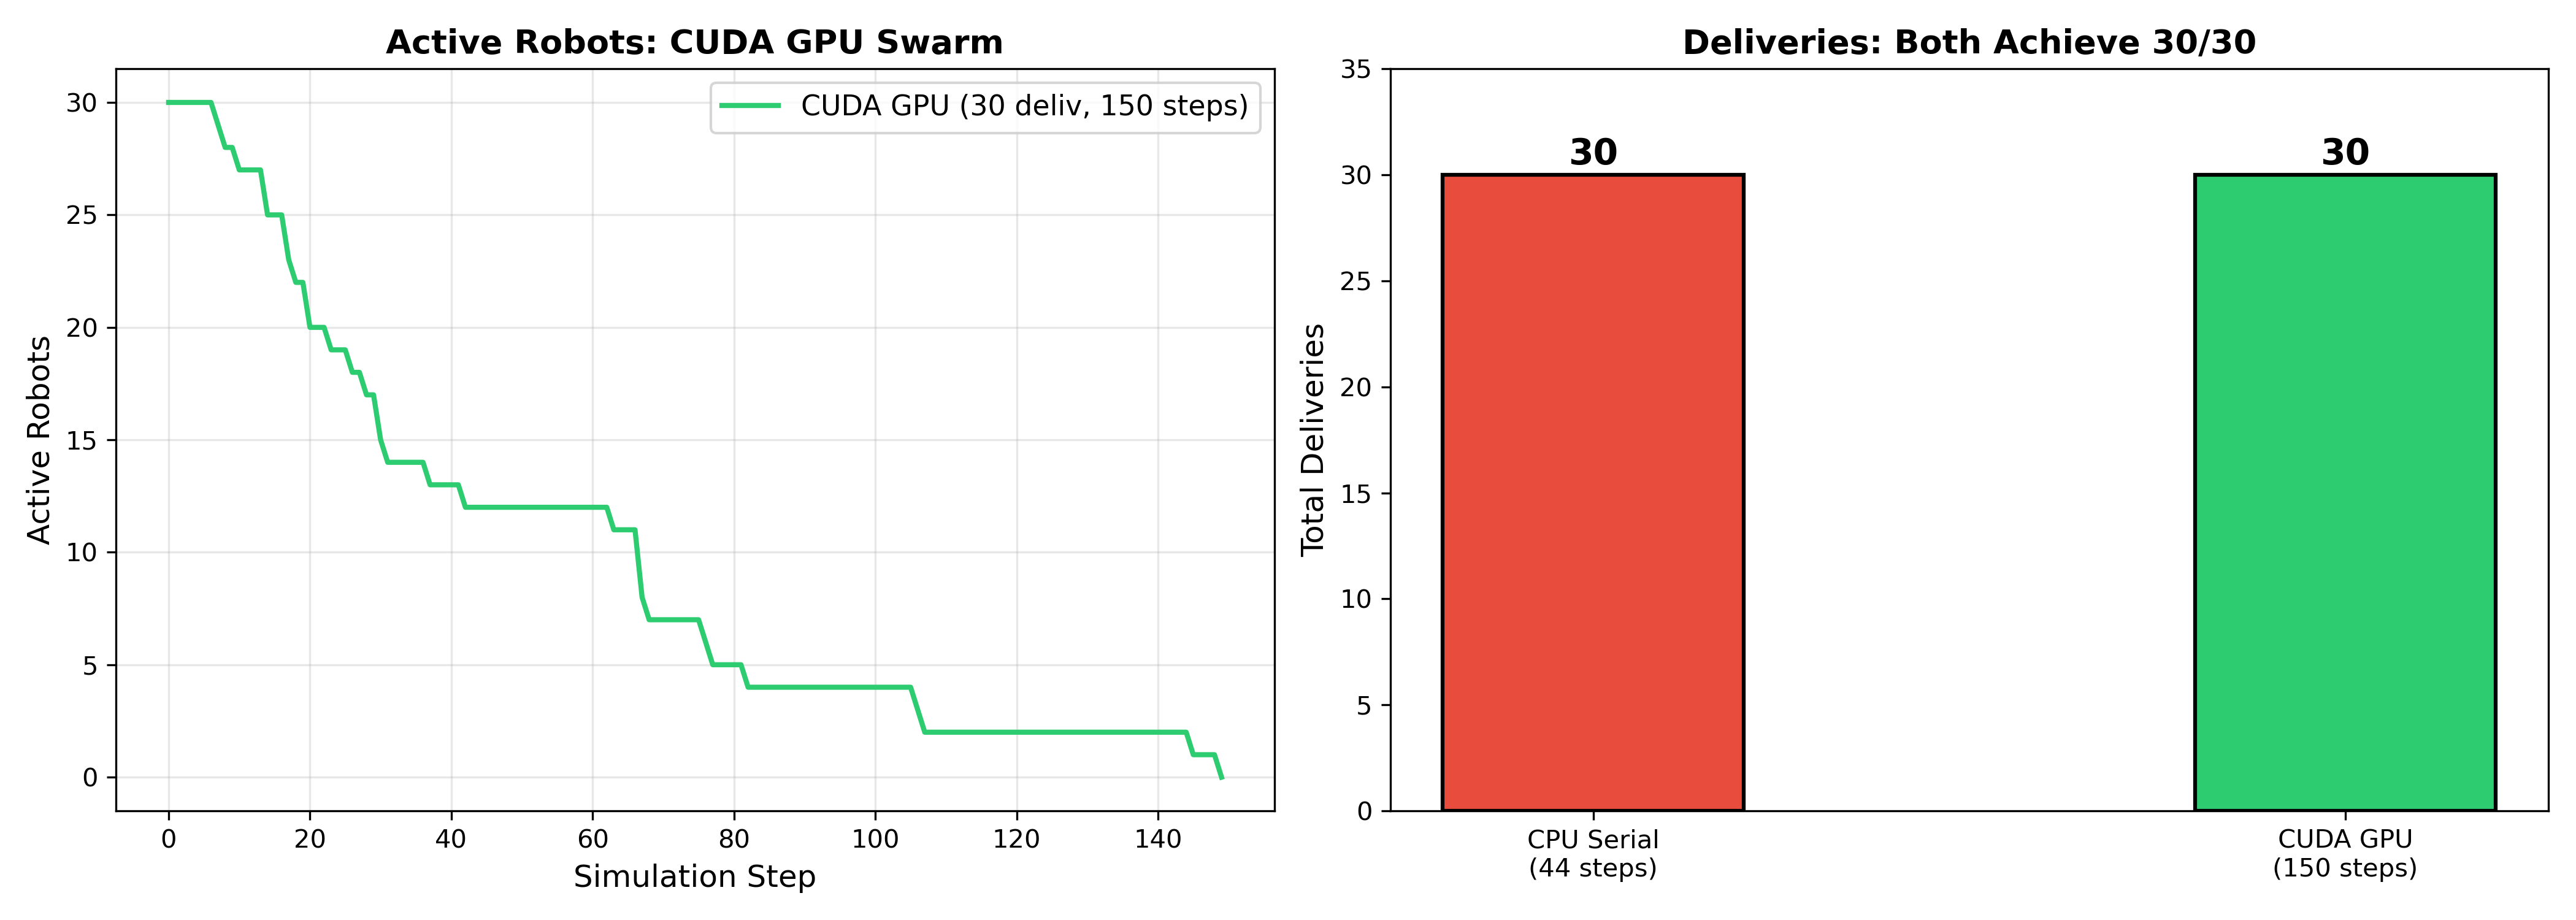 Active Robots: CUDA GPU Swarm
CUDA GPU (30 deliv, 150 steps)
Active Robots
30
25
20
15
10
5
0
0 20 40 60 80 100 120 140
Simulation Step
Deliveries: Both Achieve 30/30
Total Deliveries
35
30
25
20
15
10
5
0
30
30
CPU Serial
(44 steps)
CUDA GPU
(150 steps)